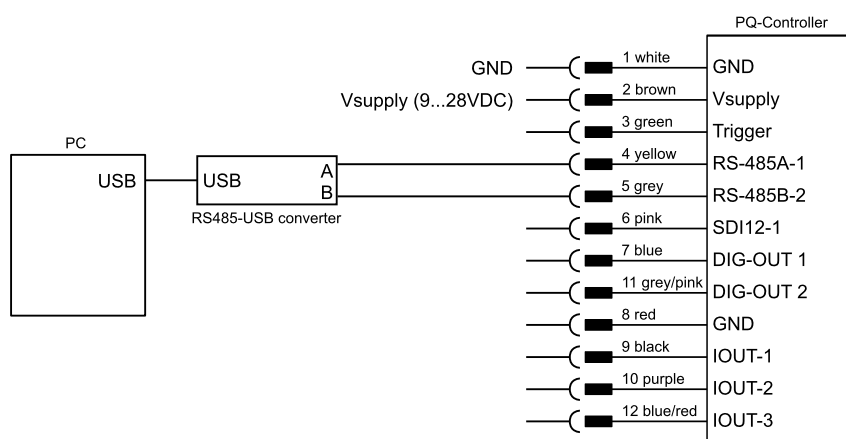 PQ-Controller
GND 1 white GND
Vsupply (9...28VDC) 2 brown Vsupply
3 green Trigger
PC
4 yellow RS-485A-1
USB USB A
B
5 grey RS-485B-2
RS485-USB converter
6 pink SDI12-1
7 blue DIG-OUT 1
11 grey/pink DIG-OUT 2
8 red GND
9 black IOUT-1
10 purple IOUT-2
12 blue/red IOUT-3